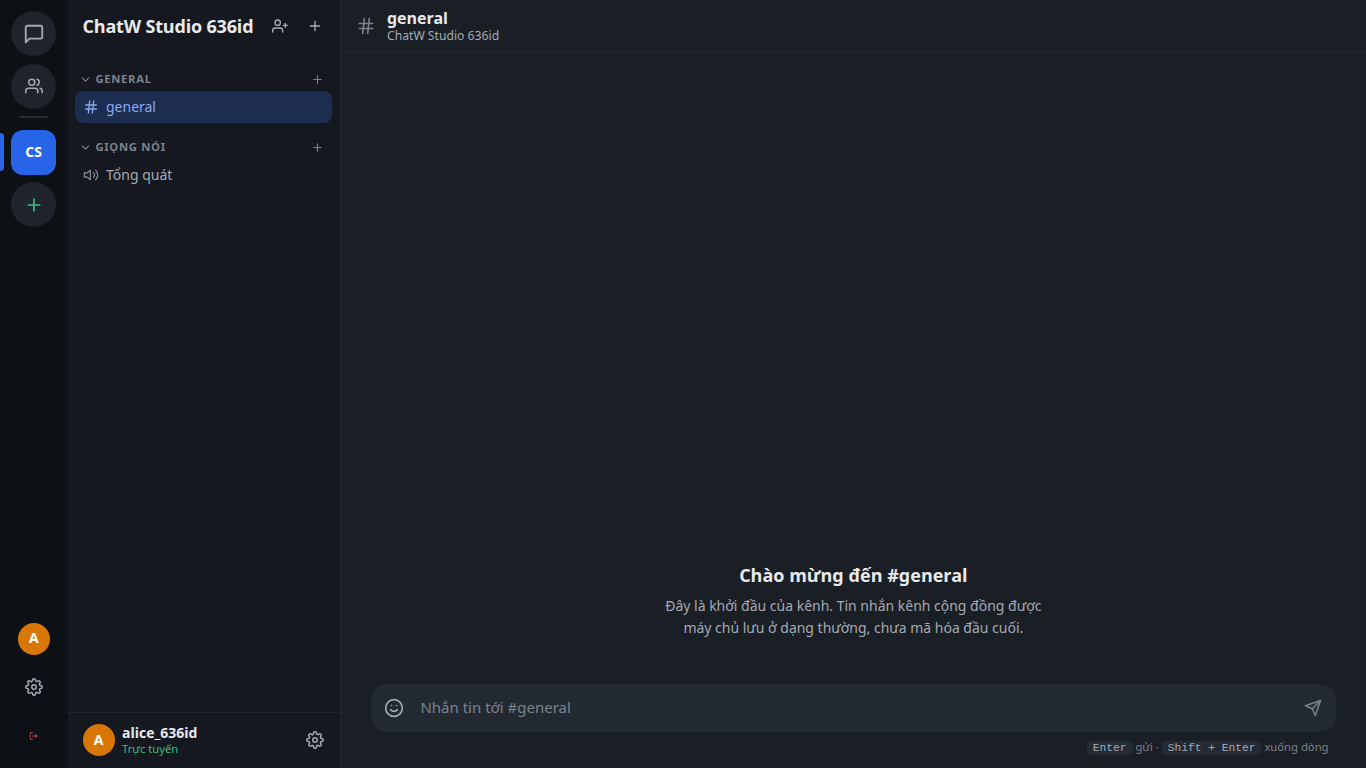 CS
ChatW Studio 636id
GENERAL
general
GIỌNG NÓI
Tổng quát
A
A
alice_636id
Trực tuyến
general
ChatW Studio 636id
Chào mừng đến #general
Đây là khởi đầu của kênh. Tin nhắn kênh cộng đồng được
máy chủ lưu ở dạng thường, chưa mã hóa đầu cuối.
Nhắn tin tới #general
Enter gửi · Shift + Enter xuống dòng